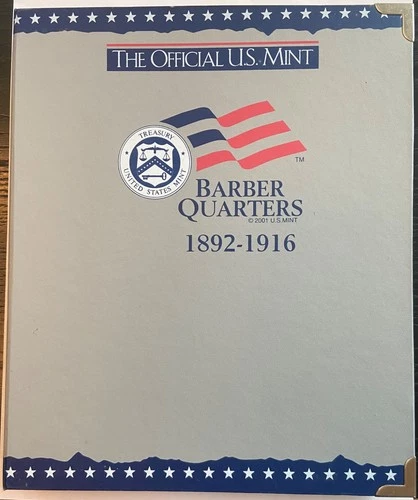 THE OFFICIAL U.S. MINT
TREASURY
UNITED STATES MINT
TM
BARBER
QUARTERS
© 2001 U.S. MINT
1892-1916